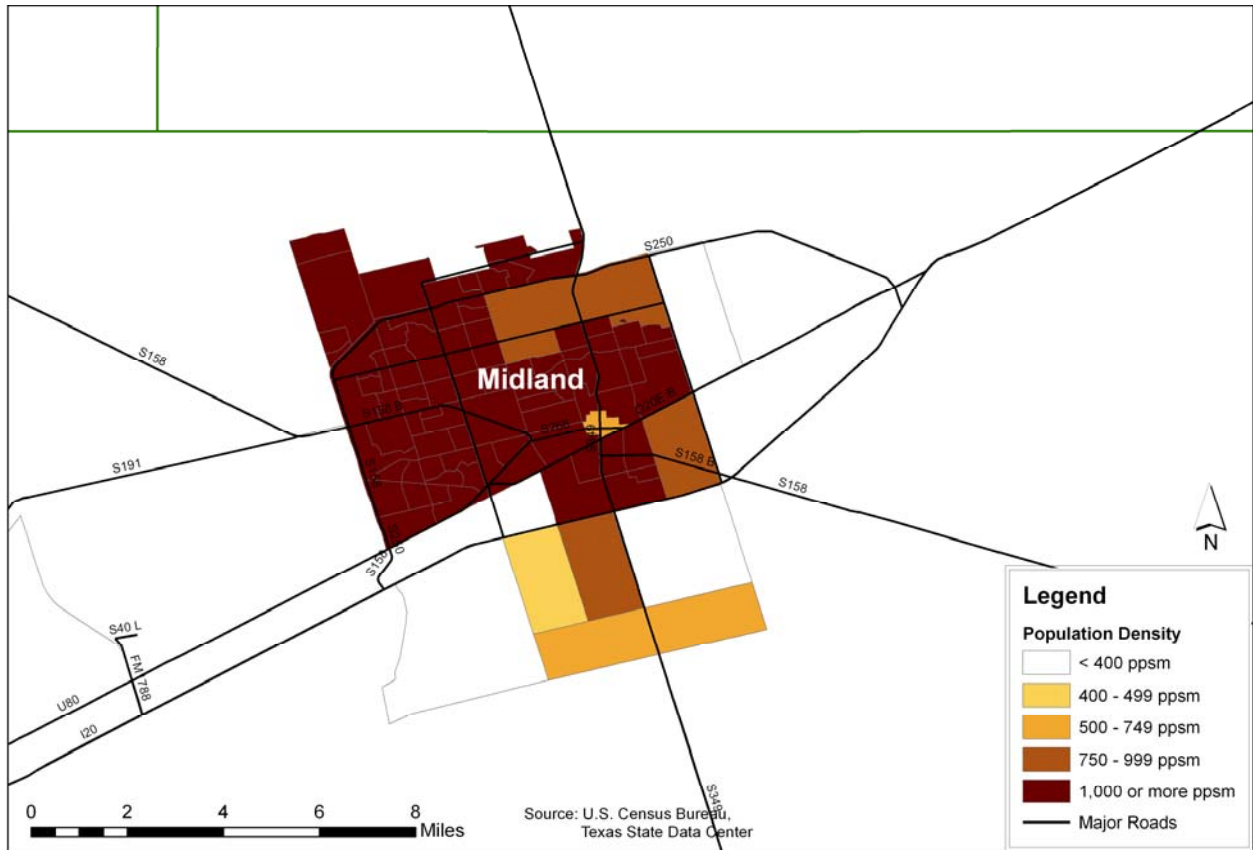 S250
S158
Midland
S158 B
S191
S158 B
S158
S158
S40 L
FM 788
U80
I20
S349
N
Legend
Population Density
< 400 ppsm
400 - 499 ppsm
500 - 749 ppsm
750 - 999 ppsm
1,000 or more ppsm
Major Roads
0 2 4 6 8
Miles
Source: U.S. Census Bureau,
Texas State Data Center